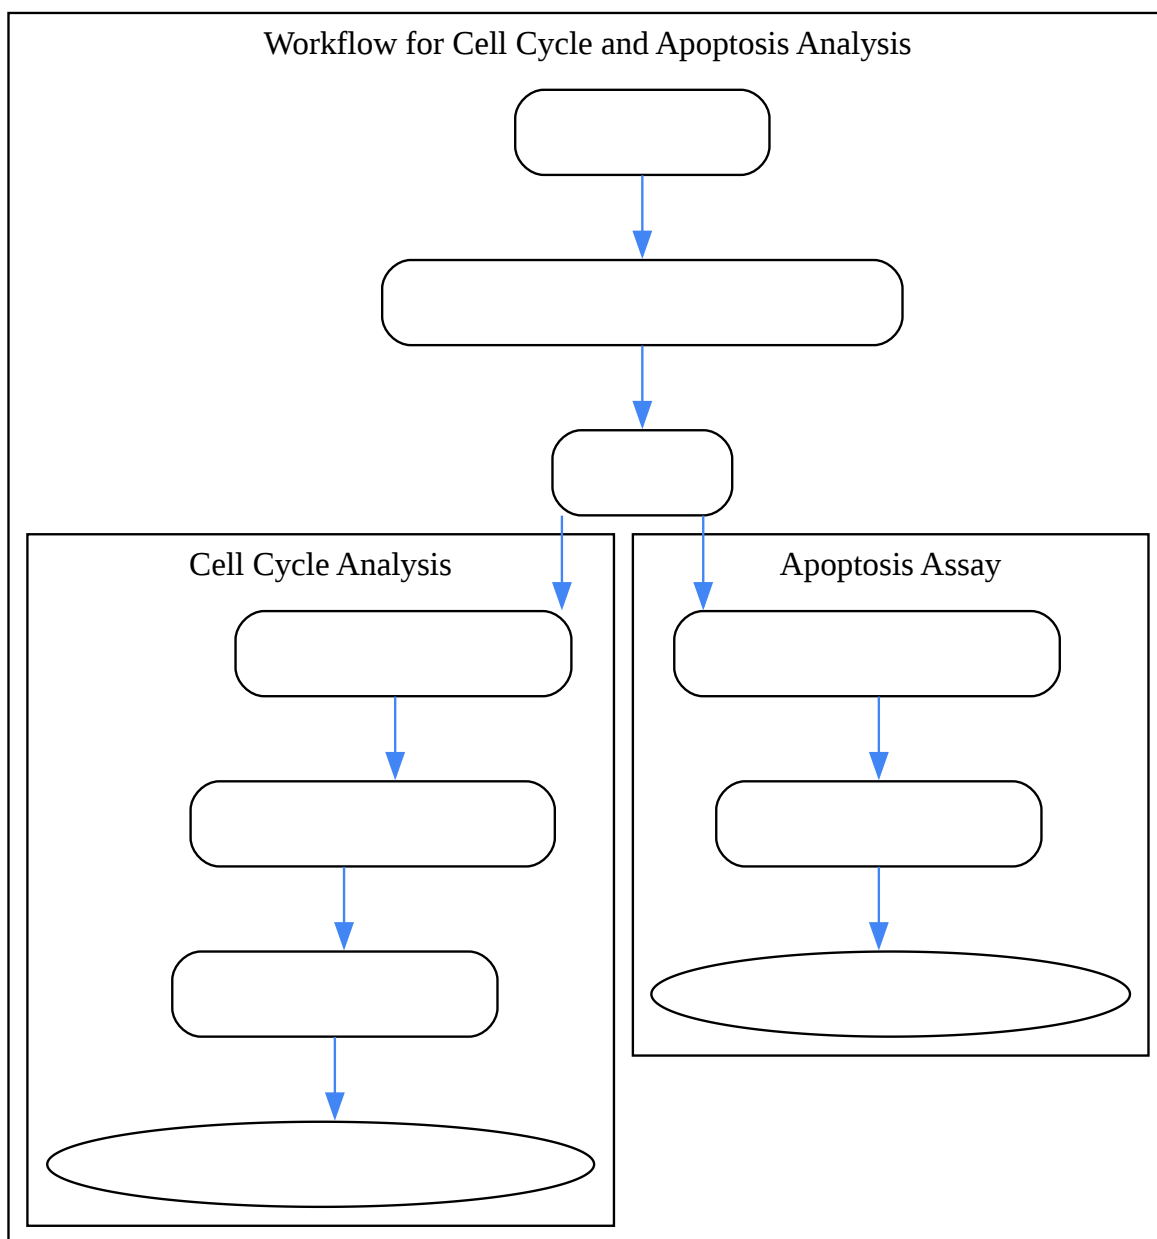 Workflow for Cell Cycle and Apoptosis Analysis
Cell Cycle Analysis
Apoptosis Assay